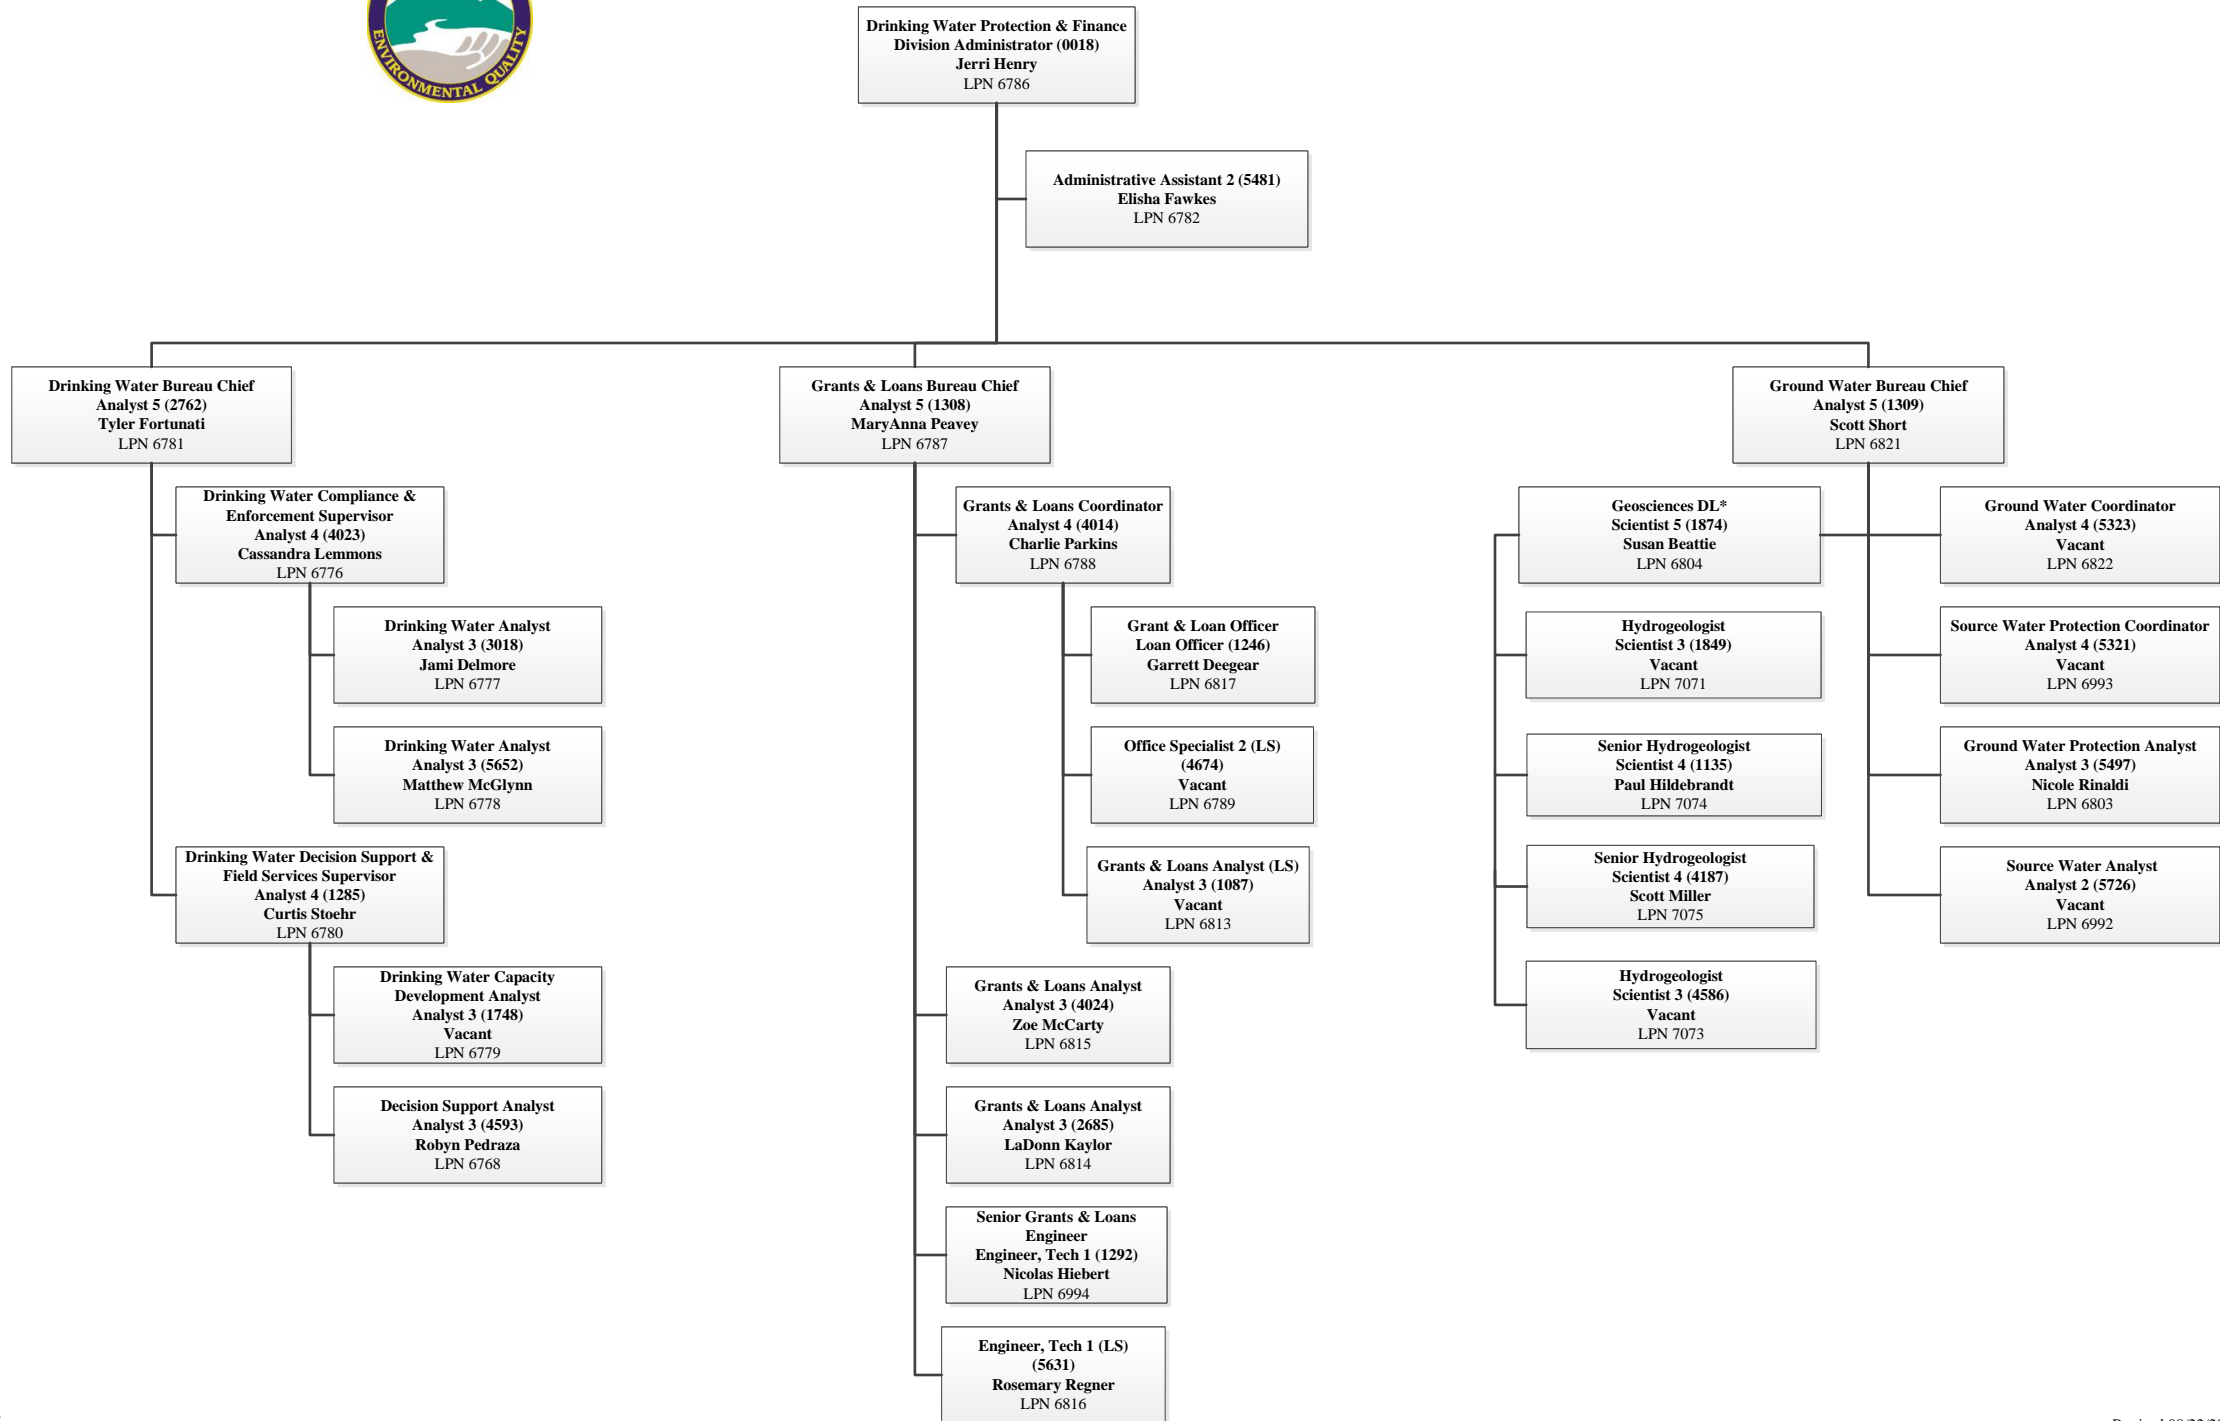 ENVIRONMENTAL QUALITY
Drinking Water Protection & Finance
Division Administrator (0018)
Jerri Henry
LPN 6786
Administrative Assistant 2 (5481)
Elisha Fawkes
LPN 6782
Drinking Water Bureau Chief
Analyst 5 (2762)
Tyler Fortunati
LPN 6781
Drinking Water Compliance &
Enforcement Supervisor
Analyst 4 (4023)
Cassandra Lemmons
LPN 6776
Drinking Water Analyst
Analyst 3 (3018)
Jami Delmore
LPN 6777
Drinking Water Analyst
Analyst 3 (5652)
Matthew McGlynn
LPN 6778
Drinking Water Decision Support &
Field Services Supervisor
Analyst 4 (1285)
Curtis Stoehr
LPN 6780
Drinking Water Capacity
Development Analyst
Analyst 3 (1748)
Vacant
LPN 6779
Decision Support Analyst
Analyst 3 (4593)
Robyn Pedraza
LPN 6768
Grants & Loans Bureau Chief
Analyst 5 (1308)
MaryAnna Peavey
LPN 6787
Grants & Loans Coordinator
Analyst 4 (4014)
Charlie Parkins
LPN 6788
Grant & Loan Officer
Loan Officer (1246)
Garrett Deegear
LPN 6817
Office Specialist 2 (LS)
(4674)
Vacant
LPN 6789
Grants & Loans Analyst (LS)
Analyst 3 (1087)
Vacant
LPN 6813
Grants & Loans Analyst
Analyst 3 (4024)
Zoe McCarty
LPN 6815
Grants & Loans Analyst
Analyst 3 (2685)
LaDonn Kaylor
LPN 6814
Senior Grants & Loans
Engineer
Engineer, Tech 1 (1292)
Nicolas Hiebert
LPN 6994
Engineer, Tech 1 (LS)
(5631)
Rosemary Regner
LPN 6816
Ground Water Bureau Chief
Analyst 5 (1309)
Scott Short
LPN 6821
Geosciences DL*
Scientist 5 (1874)
Susan Beattie
LPN 6804
Hydrogeologist
Scientist 3 (1849)
Vacant
LPN 7071
Senior Hydrogeologist
Scientist 4 (1135)
Paul Hildebrandt
LPN 7074
Senior Hydrogeologist
Scientist 4 (4187)
Scott Miller
LPN 7075
Hydrogeologist
Scientist 3 (4586)
Vacant
LPN 7073
Ground Water Coordinator
Analyst 4 (5323)
Vacant
LPN 6822
Source Water Protection Coordinator
Analyst 4 (5321)
Vacant
LPN 6993
Ground Water Protection Analyst
Analyst 3 (5497)
Nicole Rinaldi
LPN 6803
Source Water Analyst
Analyst 2 (5726)
Vacant
LPN 6992